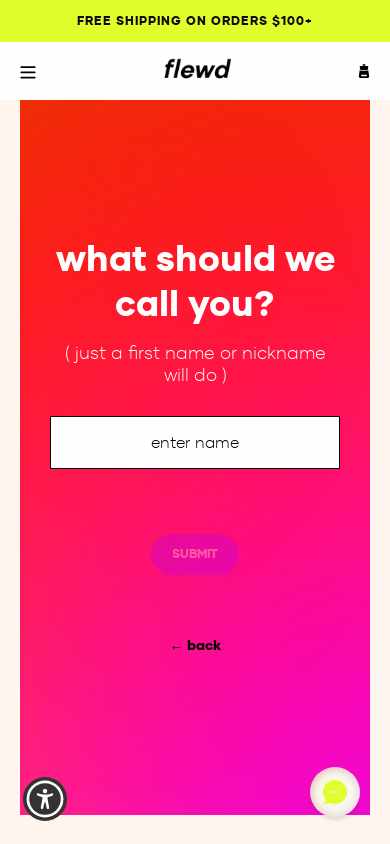 FREE SHIPPING ON ORDERS $100+
flewd
what should we
call you?
( just a first name or nickname
will do )
enter name
SUBMIT
← back